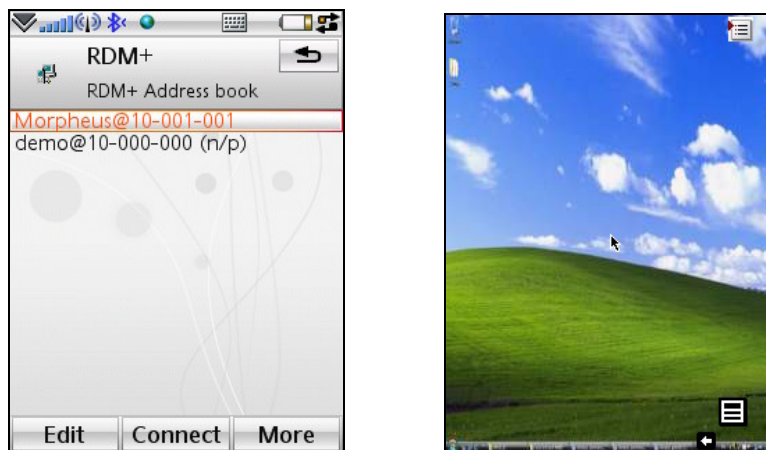 RDM+
RDM+ Address book
Morpheus@10-001-001
demo@10-000-000 (n/p)
Edit Connect More